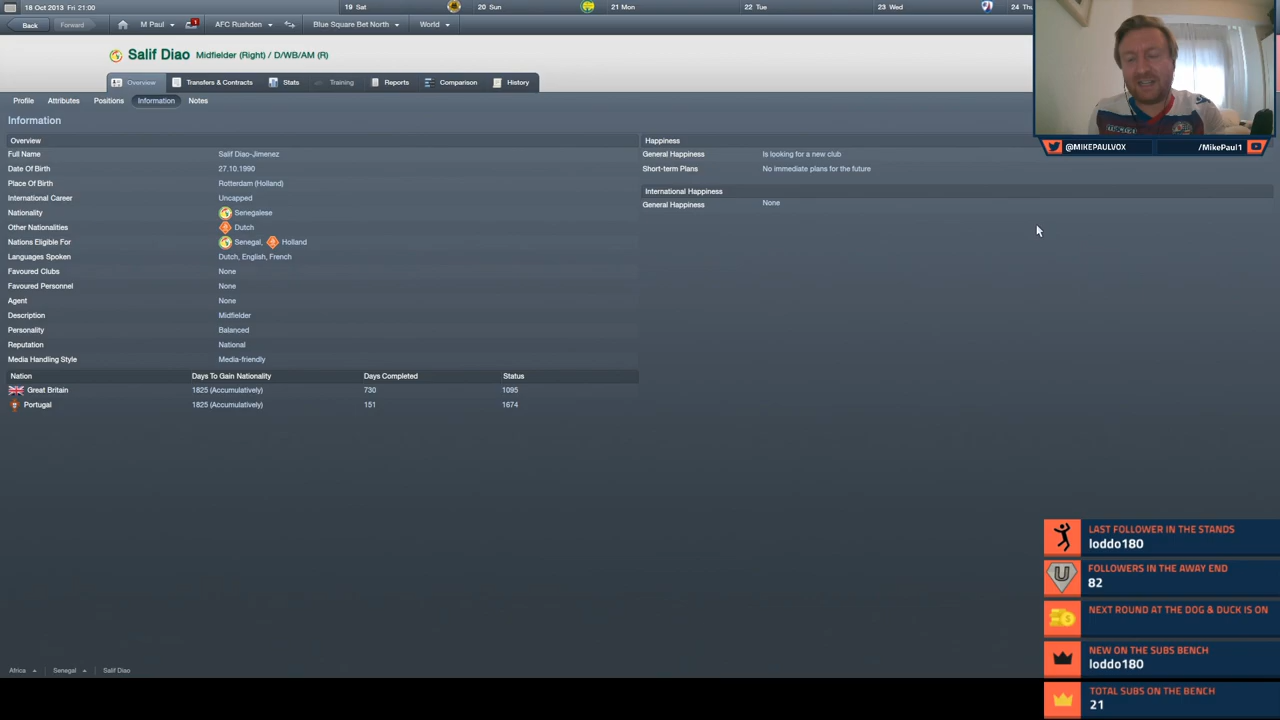 18 Oct 2013 Fri 21:00
19 Sat
20 Sun
21 Mon
22 Tue
23 Wed
24 Thu
Back
Forward
M Paul
AFC Rushden
Blue Square Bet North
World
Salif Diao Midfielder (Right) / D/WB/AM (R)
Overview
Transfers & Contracts
Stats
Training
Reports
Comparison
History
Profile
Attributes
Positions
Information
Notes
@MIKEPAULVOX
/MikePaul1
Information
Overview
Full Name Salif Diao-Jimenez
Date Of Birth 27.10.1990
Place Of Birth Rotterdam (Holland)
International Career Uncapped
Nationality Senegalese
Other Nationalities Dutch
Nations Eligible For Senegal, Holland
Languages Spoken Dutch, English, French
Favoured Clubs None
Favoured Personnel None
Agent None
Description Midfielder
Personality Balanced
Reputation National
Media Handling Style Media-friendly
Nation Days To Gain Nationality Days Completed Status
Great Britain 1825 (Accumulatively) 730 1095
Portugal 1825 (Accumulatively) 151 1674
Happiness
General Happiness Is looking for a new club
Short-term Plans No immediate plans for the future
International Happiness
General Happiness None
LAST FOLLOWER IN THE STANDS
loddo180
FOLLOWERS IN THE AWAY END
82
NEXT ROUND AT THE DOG & DUCK IS ON
NEW ON THE SUBS BENCH
loddo180
TOTAL SUBS ON THE BENCH
21
Africa
Senegal
Salif Diao